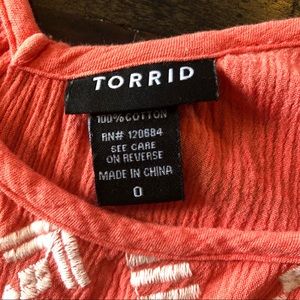 TORRID
100% COTTON
RN# 120684
SEE CARE
ON REVERSE
MADE IN CHINA
0